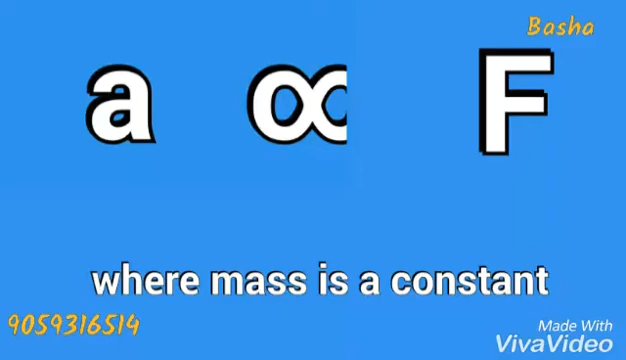 Basha
a ∝ F
where mass is a constant
9059316514
Made With
VivaVideo